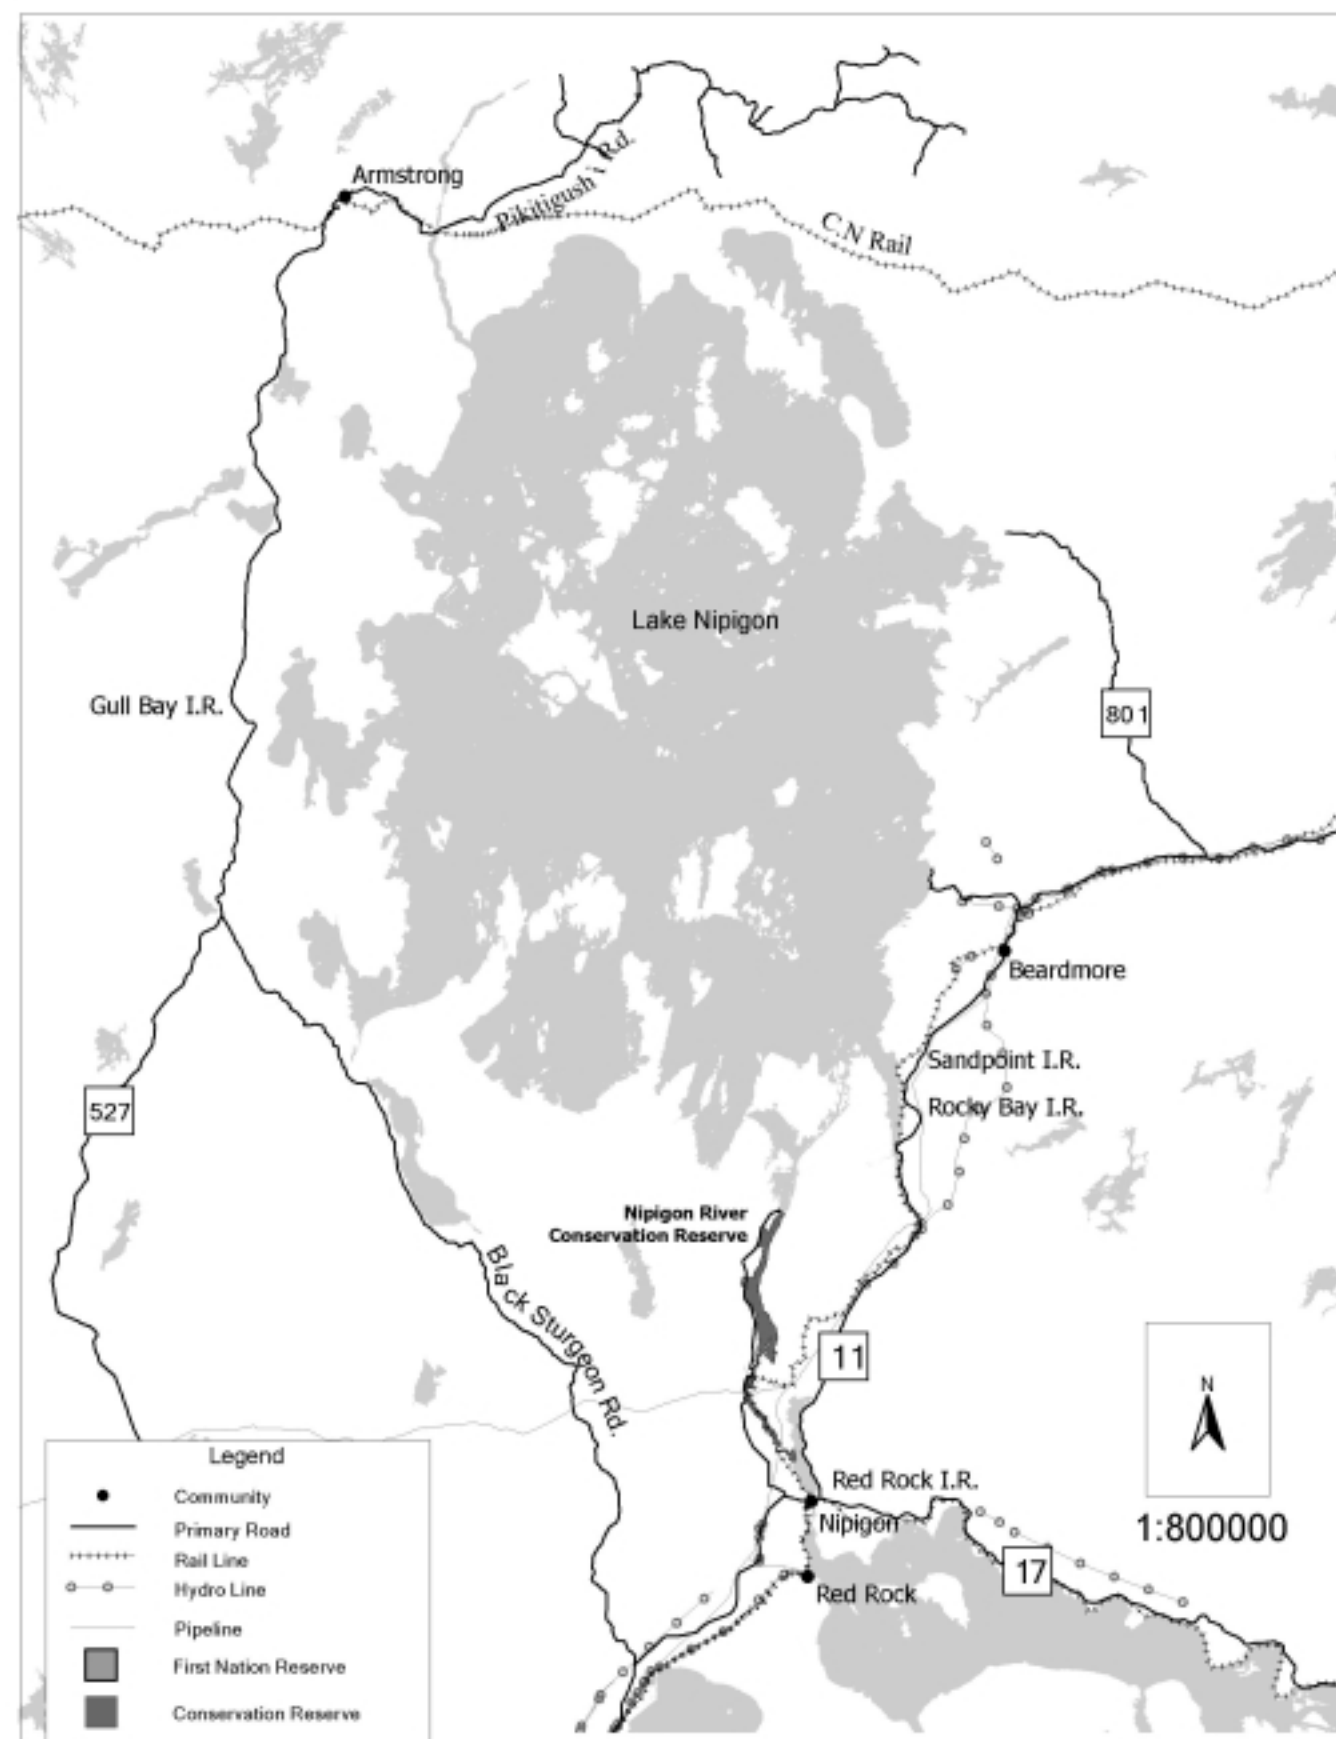 Armstrong
Pikitigush i Rd.
C.N Rail
Lake Nipigon
Gull Bay I.R.
801
Beardmore
Sandpoint I.R.
527
Rocky Bay I.R.
Nipigon River
Conservation Reserve
Black Sturgeon Rd.
11
N
Legend
Community
Primary Road
Rail Line
Hydro Line
Pipeline
First Nation Reserve
Conservation Reserve
Red Rock I.R.
Nipigon
1:800000
17
Red Rock